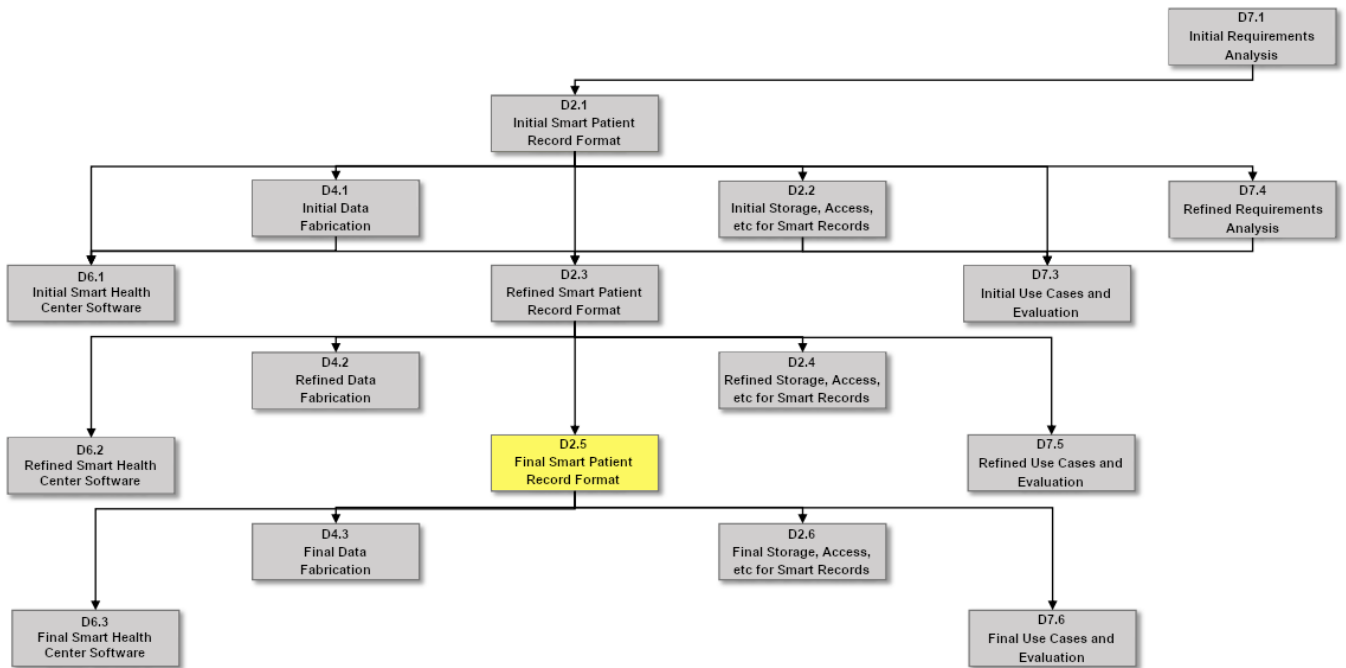 D7.1
Initial Requirements
Analysis
D2.1
Initial Smart Patient
Record Format
D4.1
Initial Data
Fabrication
D2.2
Initial Storage, Access,
etc for Smart Records
D7.4
Refined Requirements
Analysis
D6.1
Initial Smart Health
Center Software
D2.3
Refined Smart Patient
Record Format
D7.3
Initial Use Cases and
Evaluation
D4.2
Refined Data
Fabrication
D2.4
Refined Storage, Access,
etc for Smart Records
D6.2
Refined Smart Health
Center Software
D2.5
Final Smart Patient
Record Format
D7.5
Refined Use Cases and
Evaluation
D4.3
Final Data
Fabrication
D2.6
Final Storage, Access,
etc for Smart Records
D6.3
Final Smart Health
Center Software
D7.6
Final Use Cases and
Evaluation